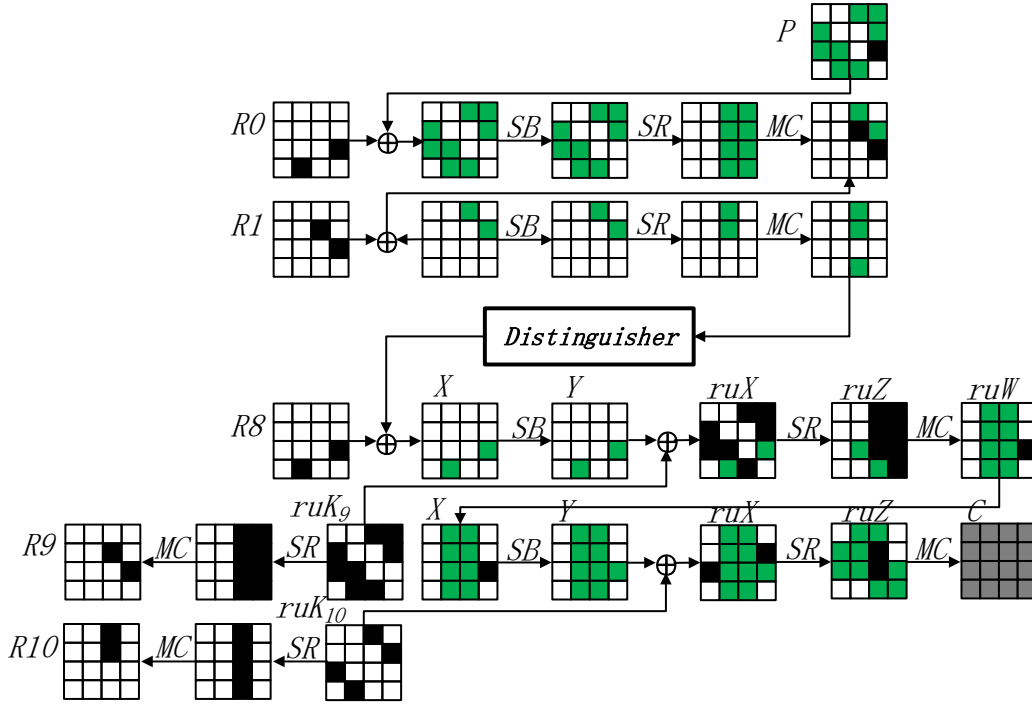 P
R0
SB
SR
MC
R1
SB
SR
MC
Distinguisher
X
Y
ruX
ruZ
ruW
R8
SB
SR
MC
ruK9
X
Y
ruX
ruZ
C
R9
MC
SR
SB
SR
MC
ruK10
R10
MC
SR